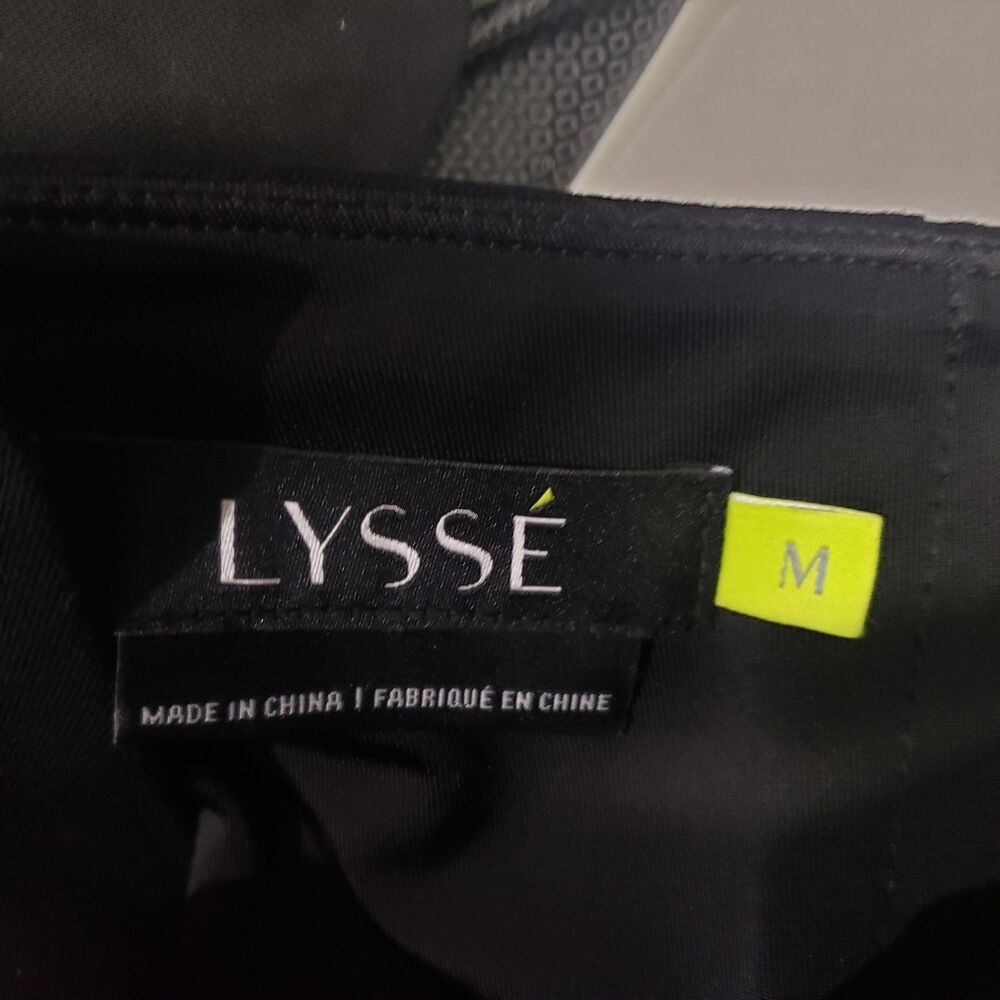 LYSSÉ
M
MADE IN CHINA | FABRIQUÉ EN CHINE